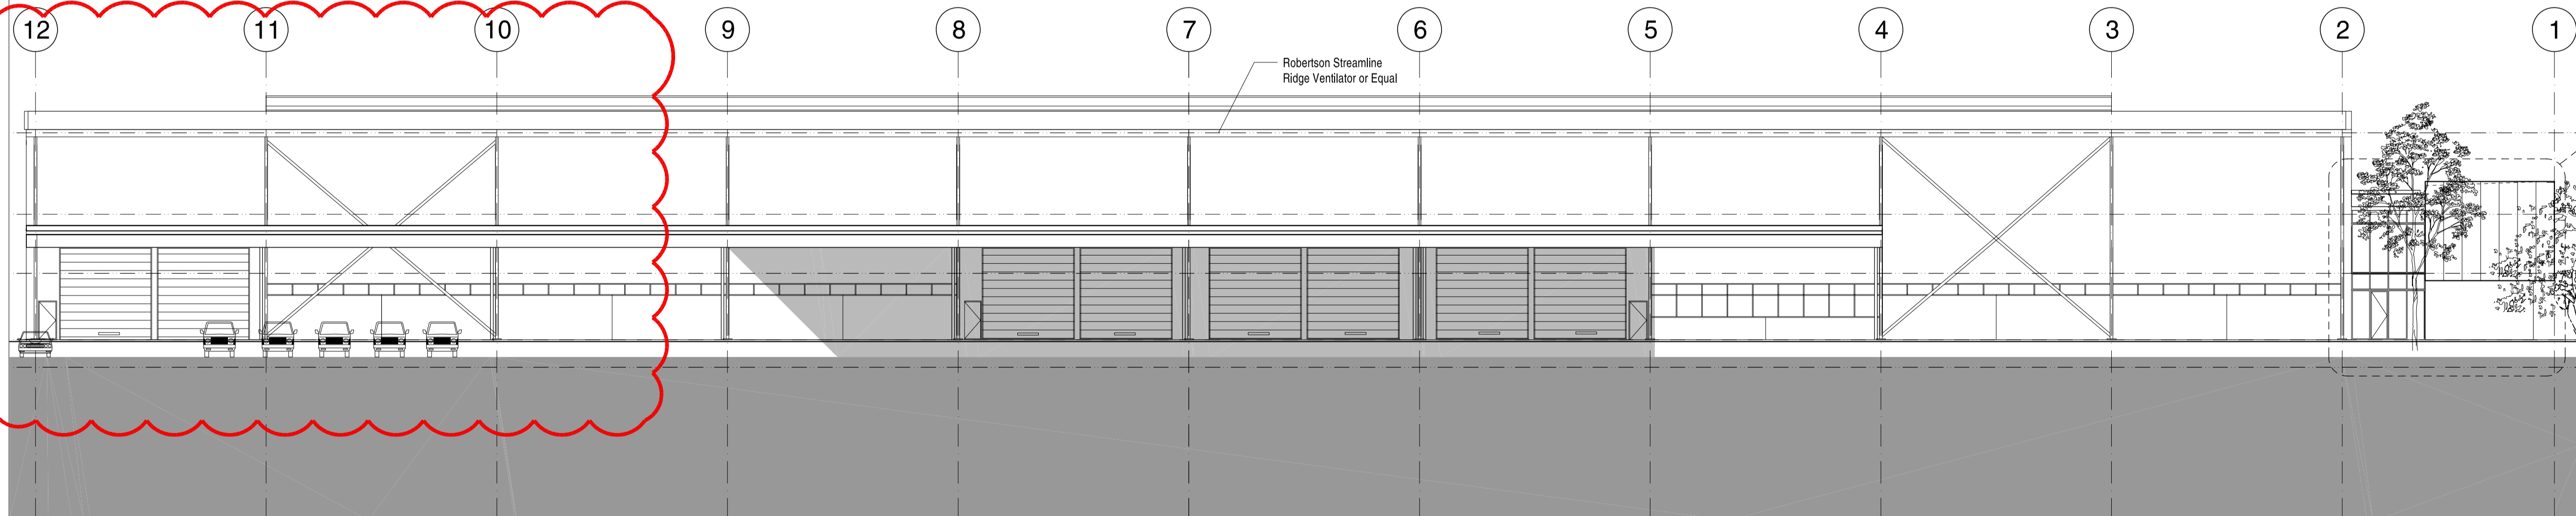 12 11 10 9 8 7 6 5 4 3 2 1
Robertson Streamline
Ridge Ventilator or Equal